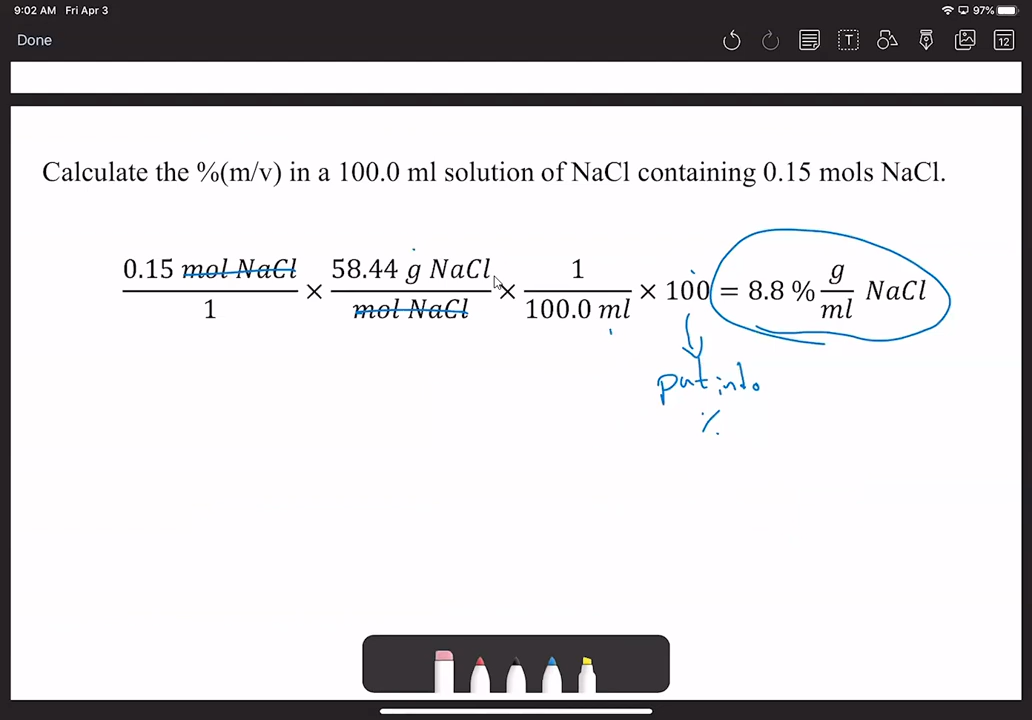 9:02 AM Fri Apr 3 97%
Done 12
Calculate the %(m/v) in a 100.0 ml solution of NaCl containing 0.15 mols NaCl.
0.15 mol NaCl / 1 × 58.44 g NaCl / mol NaCl × 1 / 100.0 ml × 100 = 8.8 % g / ml NaCl
put into
%